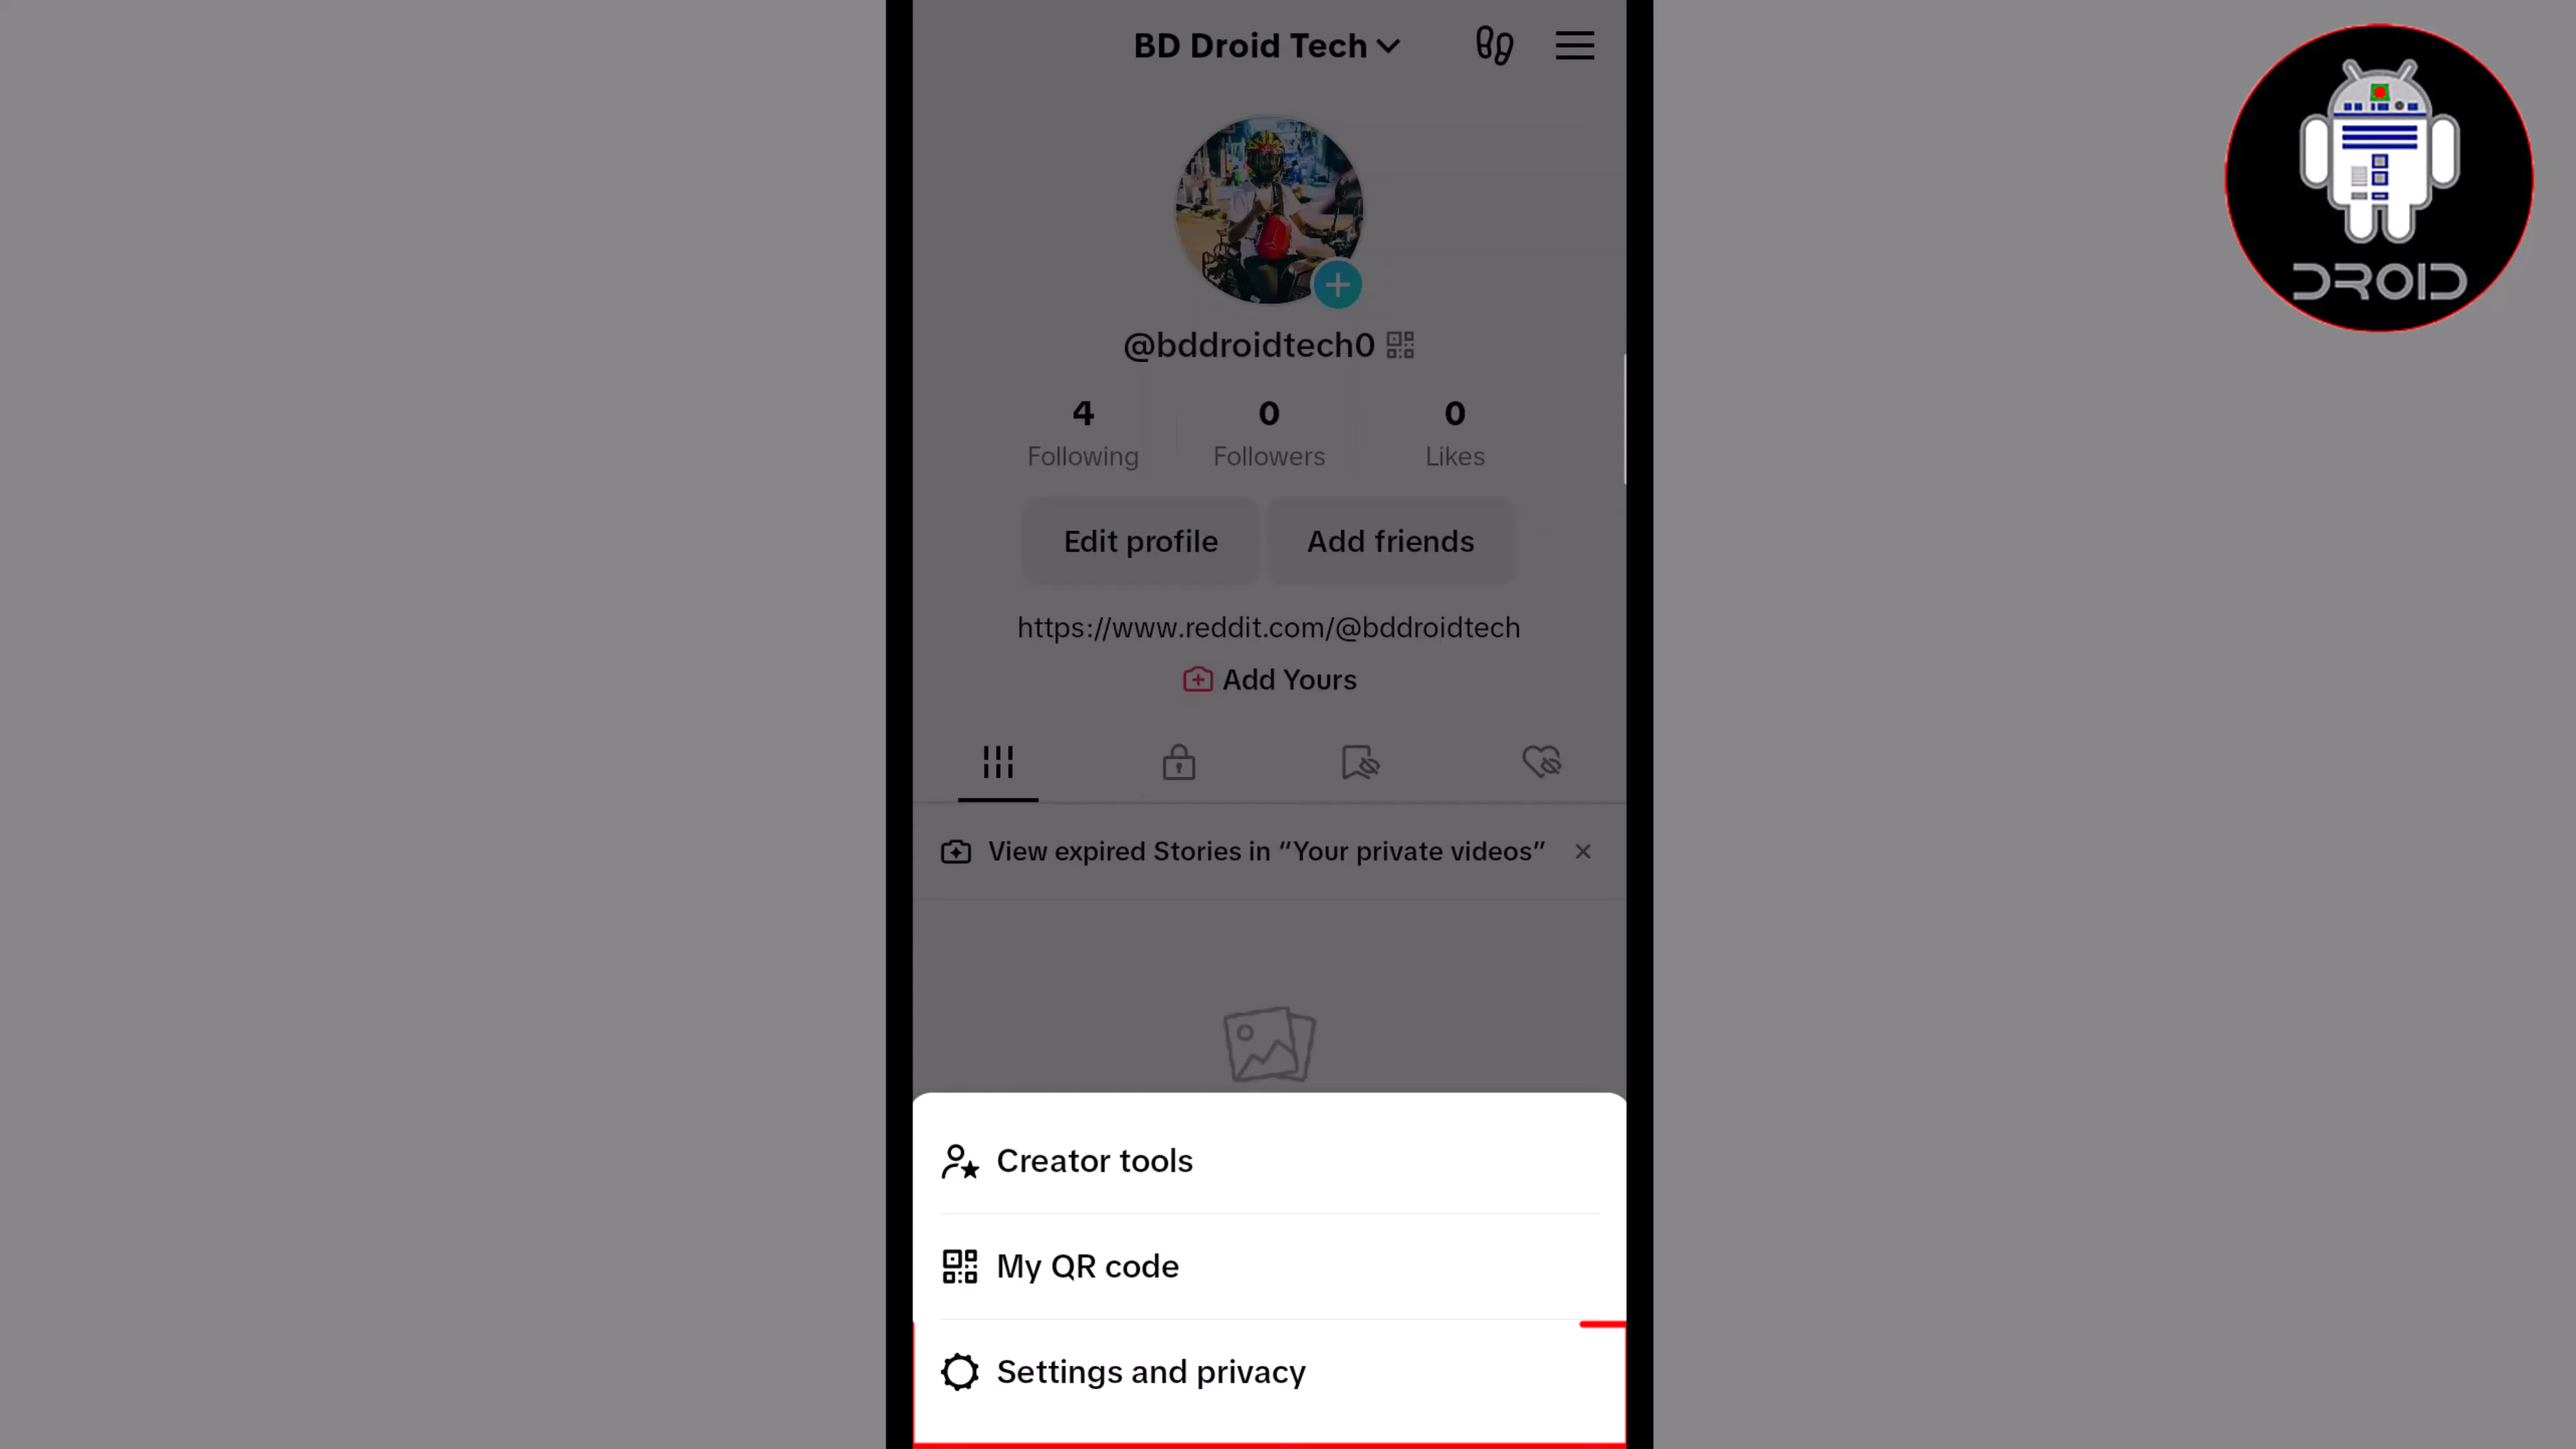 BD Droid Tech
@bddroidtech0
4 0 0
Following Followers Likes
Edit profile Add friends
https://www.reddit.com/@bddroidtech
Add Yours
View expired Stories in “Your private videos”
Creator tools
My QR code
Settings and privacy
DROID